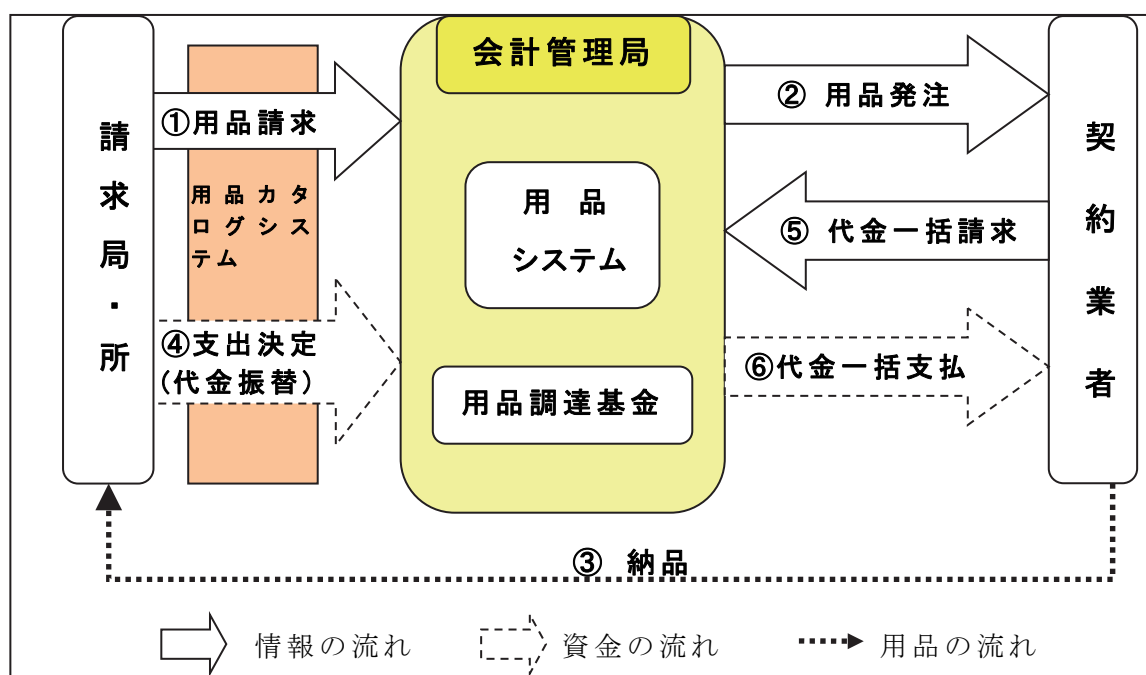 会計管理局
② 用品発注
①用品請求
請求局・所
契約業者
用品カタ
ログシス
テム
用 品
システム
⑤ 代金一括請求
④支出決定
(代金振替)
⑥代金一括支払
用品調達基金
③ 納品
情報の流れ
資金の流れ
用品の流れ